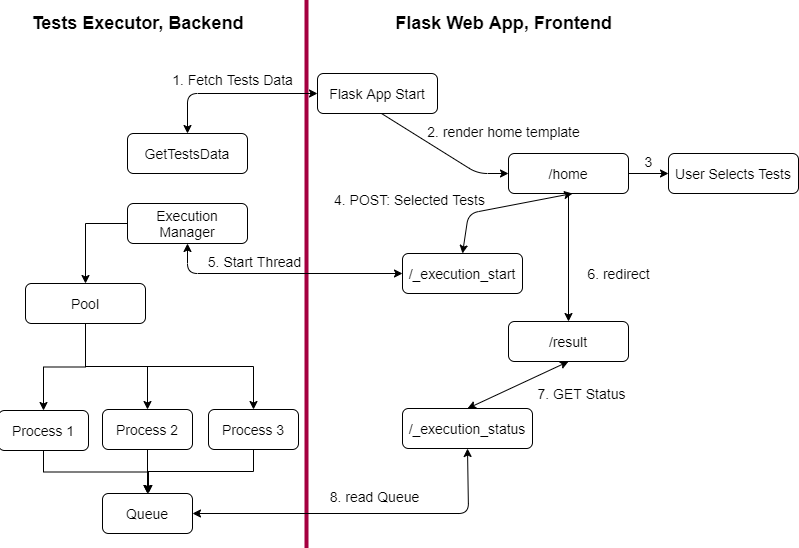 Tests Executor, Backend
Flask Web App, Frontend
1. Fetch Tests Data
Flask App Start
2. render home template
GetTestsData
/home
3
User Selects Tests
4. POST: Selected Tests
Execution
Manager
5. Start Thread
/_execution_start
6. redirect
Pool
/result
7. GET Status
Process 1
Process 2
Process 3
/_execution_status
8. read Queue
Queue